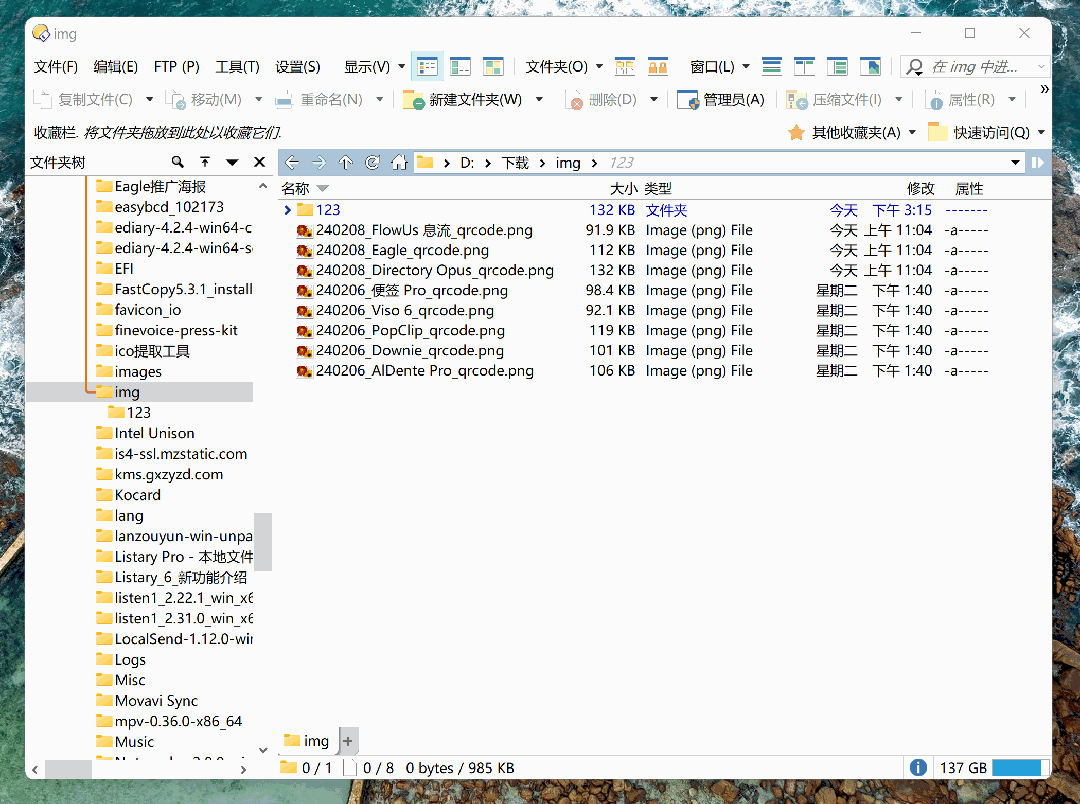 img
文件(F) 编辑(E) FTP (P) 工具(T) 设置(S) 显示(V) 文件夹(O) 窗口(L) 在 img 中进...
复制文件(C) 移动(M) 重命名(N) 新建文件夹(W) 删除(D) 管理员(A) 压缩文件(I) 属性(R) »
收藏栏. 将文件夹拖放到此处以收藏它们. 其他收藏夹(A) 快速访问(Q)
文件夹树
D: 下载 img 123
名称 大小 类型 修改 属性
Eagle推广海报
easybcd_102173
ediary-4.2.4-win64-c
ediary-4.2.4-win64-s
EFI
FastCopy5.3.1_install
favicon_io
finevoice-press-kit
ico提取工具
images
img
123
Intel Unison
is4-ssl.mzstatic.com
kms.gxzyzd.com
Kocard
lang
lanzouyun-win-unpa
Listary Pro - 本地文件
Listary_6_新功能介绍
listen1_2.22.1_win_x6
listen1_2.31.0_win_x6
LocalSend-1.12.0-wir
Logs
Misc
Movavi Sync
mpv-0.36.0-x86_64
Music
123 132 KB 文件夹 今天 下午 3:15 -------
240208_FlowUs 息流_qrcode.png 91.9 KB Image (png) File 今天 上午 11:04 -a-----
240208_Eagle_qrcode.png 112 KB Image (png) File 今天 上午 11:04 -a-----
240208_Directory Opus_qrcode.png 132 KB Image (png) File 今天 上午 11:04 -a-----
240206_便签 Pro_qrcode.png 98.4 KB Image (png) File 星期二 下午 1:40 -a-----
240206_Viso 6_qrcode.png 92.1 KB Image (png) File 星期二 下午 1:40 -a-----
240206_PopClip_qrcode.png 119 KB Image (png) File 星期二 下午 1:40 -a-----
240206_Downie_qrcode.png 101 KB Image (png) File 星期二 下午 1:40 -a-----
240206_AlDente Pro_qrcode.png 106 KB Image (png) File 星期二 下午 1:40 -a-----
img +
0 / 1 0 / 8 0 bytes / 985 KB 137 GB